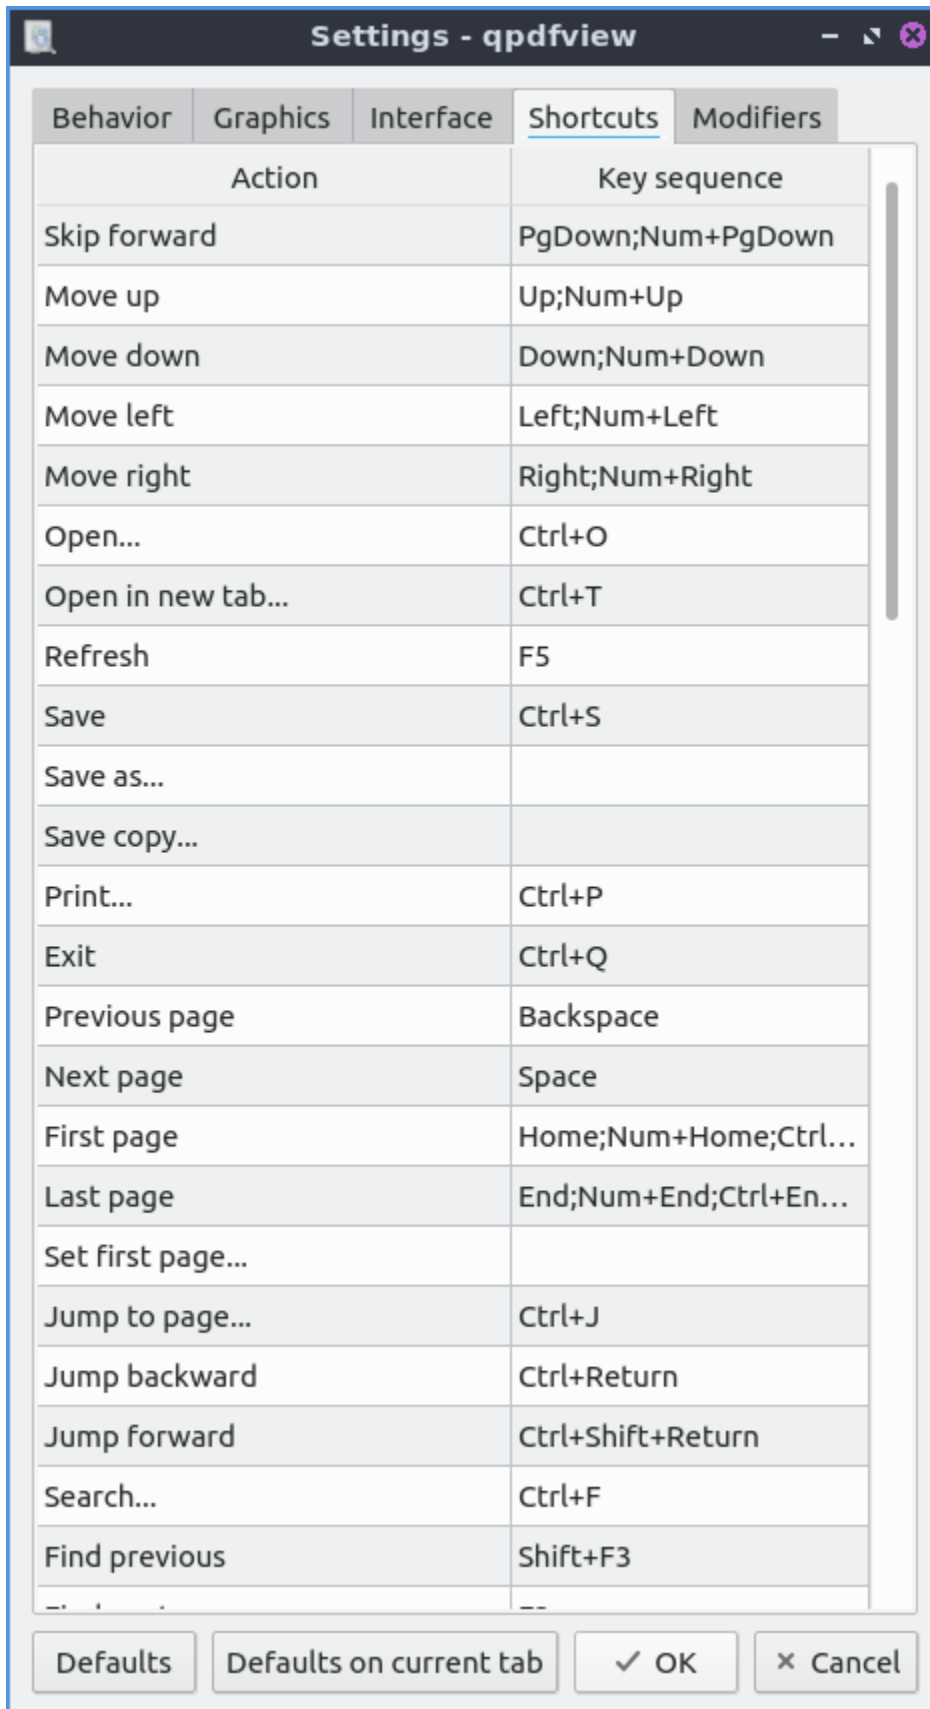 Settings - qpdfview
Behavior Graphics Interface Shortcuts Modifiers
Action Key sequence
Skip forward PgDown;Num+PgDown
Move up Up;Num+Up
Move down Down;Num+Down
Move left Left;Num+Left
Move right Right;Num+Right
Open... Ctrl+O
Open in new tab... Ctrl+T
Refresh F5
Save Ctrl+S
Save as...
Save copy...
Print... Ctrl+P
Exit Ctrl+Q
Previous page Backspace
Next page Space
First page Home;Num+Home;Ctrl...
Last page End;Num+End;Ctrl+En...
Set first page...
Jump to page... Ctrl+J
Jump backward Ctrl+Return
Jump forward Ctrl+Shift+Return
Search... Ctrl+F
Find previous Shift+F3
Defaults Defaults on current tab OK Cancel